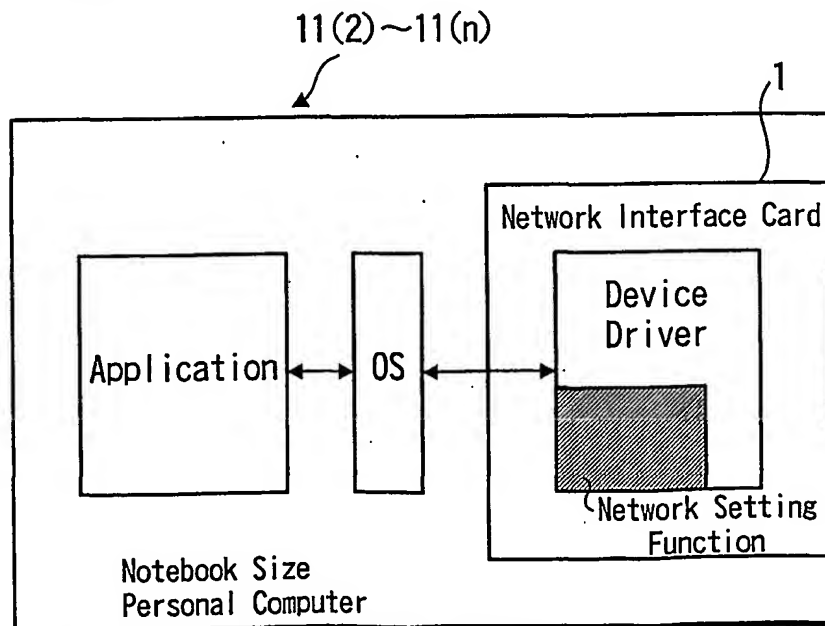 11(2)～11(n)
1
Network Interface Card
Device
Driver
Application
OS
Network Setting
Function
Notebook Size
Personal Computer